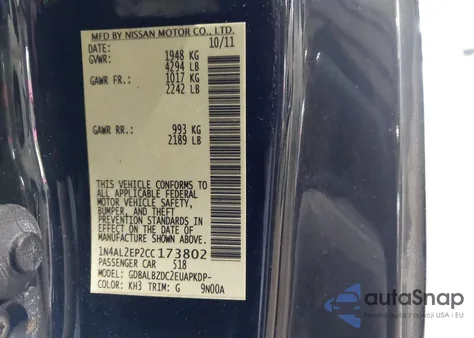 MFD BY NISSAN MOTOR CO., LTD.
DATE: 10/11
GVWR: 1948 KG
4294 LB
GAWR FR.: 1017 KG
2242 LB
GAWR RR.: 993 KG
2189 LB
THIS VEHICLE CONFORMS TO
ALL APPLICABLE FEDERAL
MOTOR VEHICLE SAFETY,
BUMPER, AND THEFT
PREVENTION STANDARDS
IN EFFECT ON THE DATE OF
MANUFACTURE SHOWN ABOVE.
1N4AL2EP2CC 173802
PASSENGER CAR 518
MODEL: GDBALBZDC2EUAPKDP-
COLOR: KH3 TRIM: G 9N00A
autoSnap